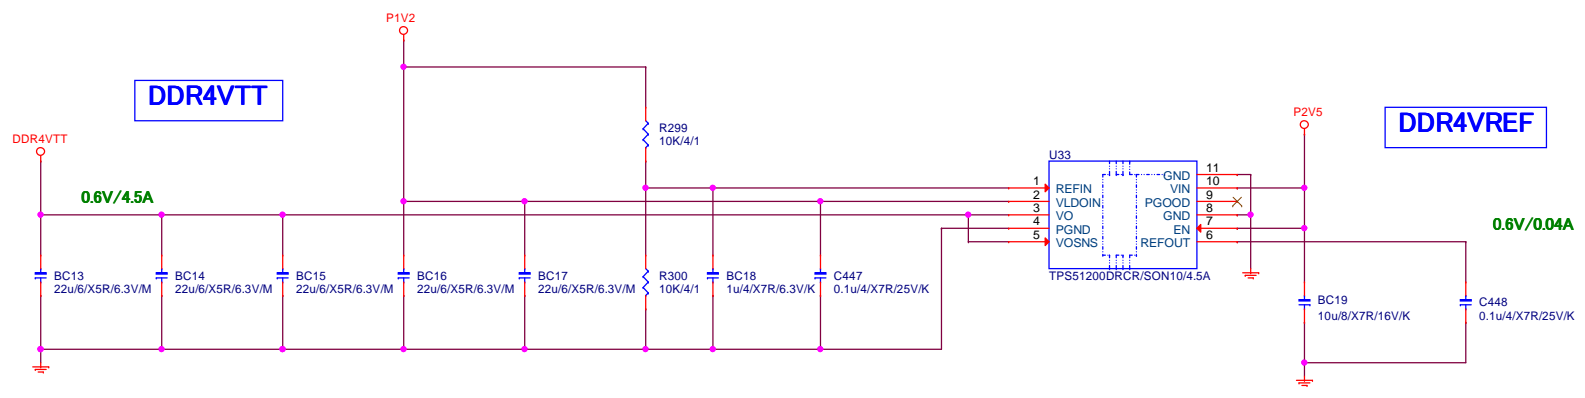 P1V2
DDR4VTT
DDR4VTT
0.6V/4.5A
R299
10K/4/1
P2V5
DDR4VREF
0.6V/0.04A
U33
1
REFIN
2
VLDOIN
3
VO
4
PGND
5
VOSNS
11
GND
10
VIN
9
PGOOD
8
GND
7
EN
6
REFOUT
TPS51200DRCR/SON10/4.5A
BC13
22u/6/X5R/6.3V/M
BC14
22u/6/X5R/6.3V/M
BC15
22u/6/X5R/6.3V/M
BC16
22u/6/X5R/6.3V/M
BC17
22u/6/X5R/6.3V/M
R300
10K/4/1
BC18
1u/4/X7R/6.3V/K
C447
0.1u/4/X7R/25V/K
BC19
10u/8/X7R/16V/K
C448
0.1u/4/X7R/25V/K